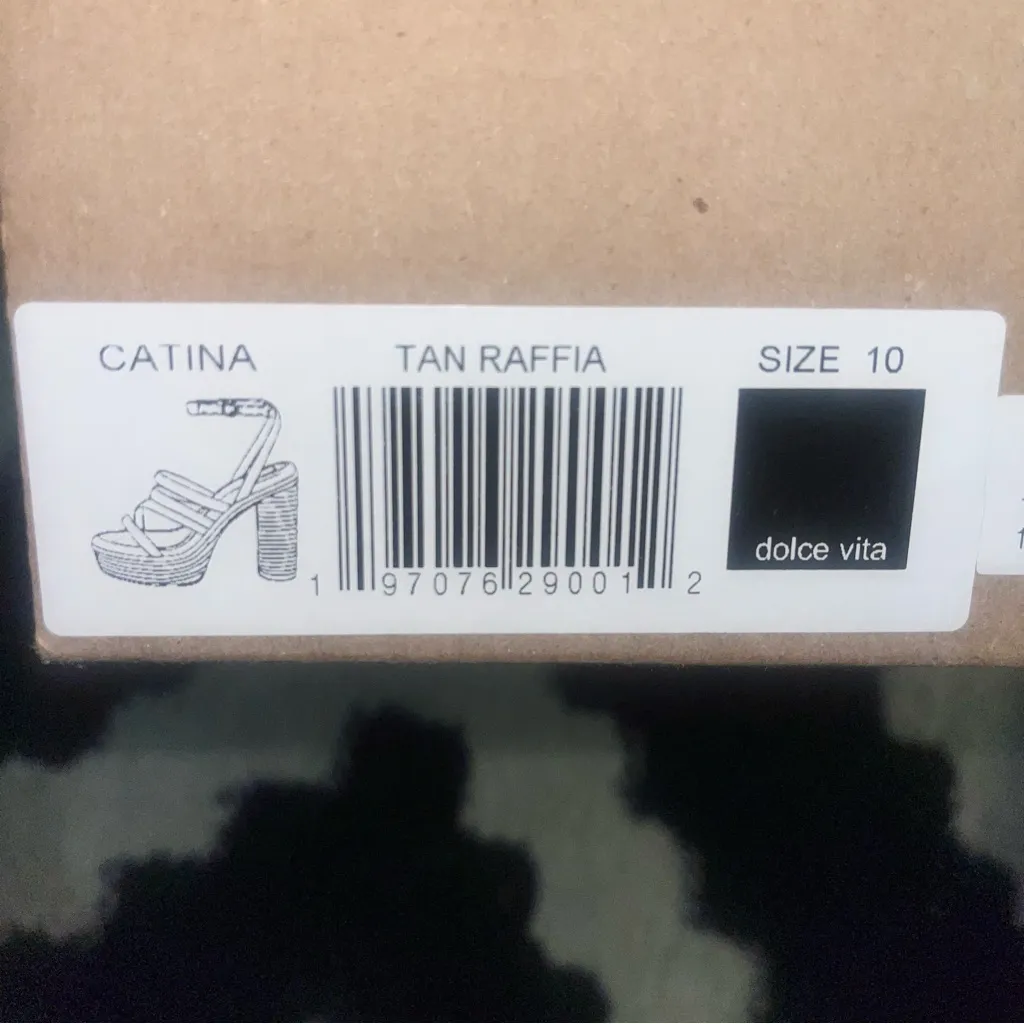 CATINA TAN RAFFIA SIZE 10
dolce vita
1 97076 29001 2